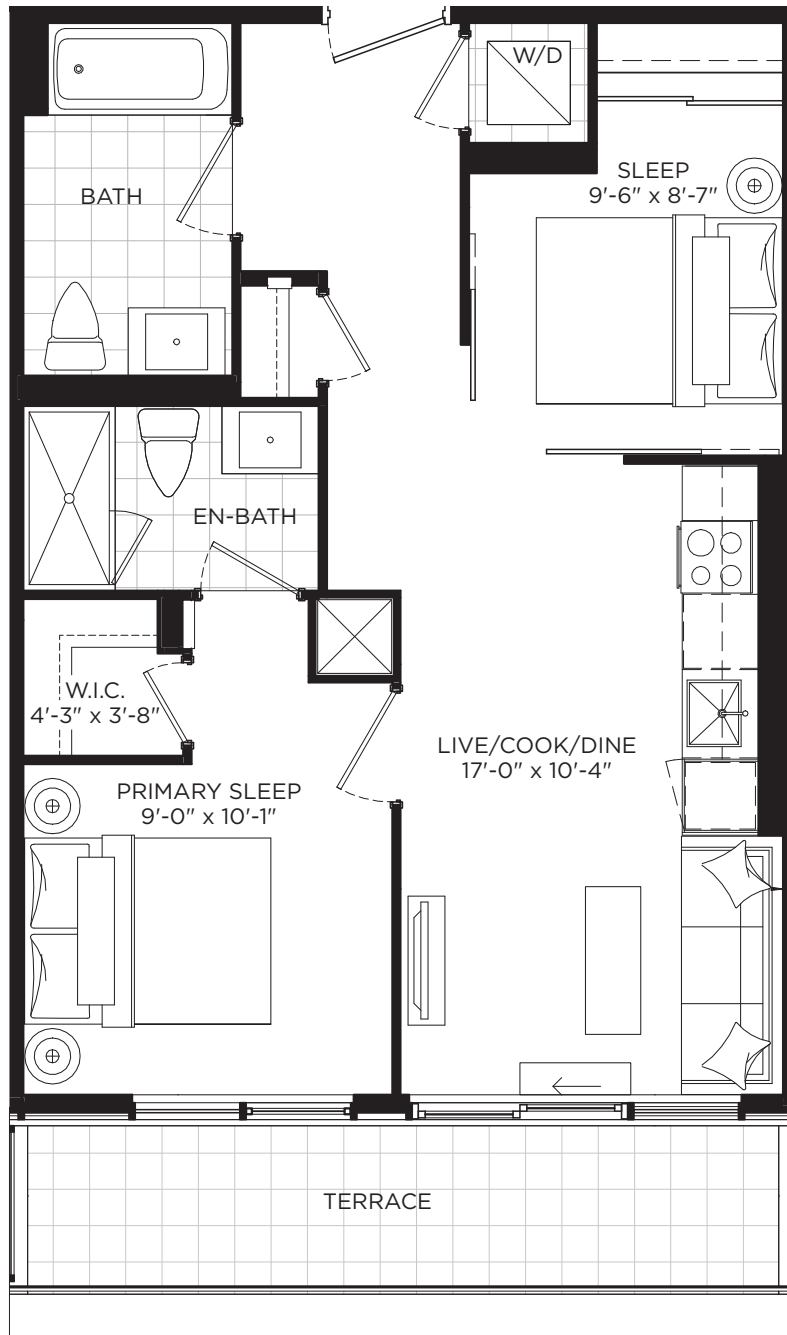 W/D
SLEEP
9'-6" x 8'-7"
BATH
EN-BATH
W.I.C.
4'-3" x 3'-8"
LIVE/COOK/DINE
17'-0" x 10'-4"
PRIMARY SLEEP
9'-0" x 10'-1"
TERRACE